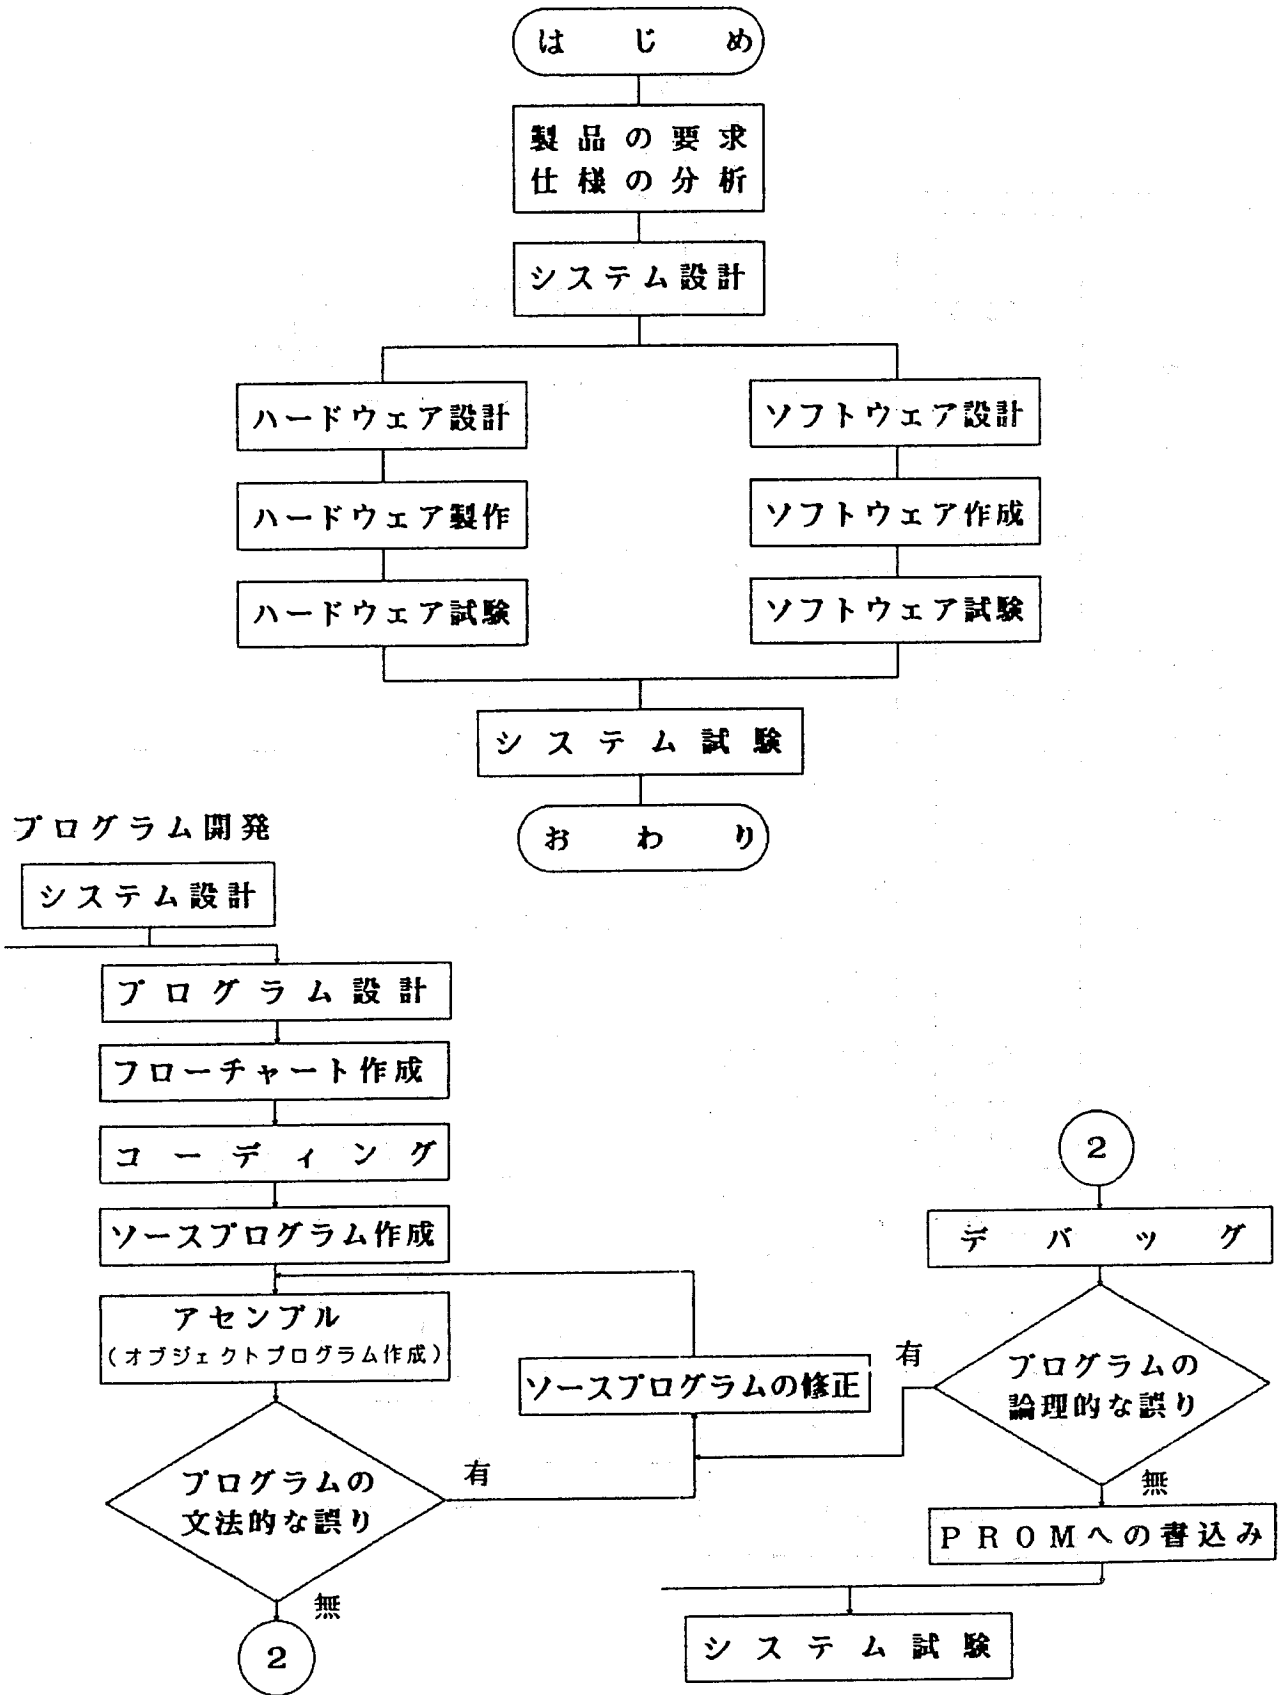 はじめ
製品の要求
仕様の分析
システム設計
ハードウェア設計
ハードウェア製作
ハードウェア試験
ソフトウェア設計
ソフトウェア作成
ソフトウェア試験
システム試験
おわり
プログラム開発
システム設計
プログラム設計
フローチャート作成
コーディング
ソースプログラム作成
アセンブル
(オブジェクトプログラム作成)
プログラムの
文法的な誤り
有
無
2
ソースプログラムの修正
2
デバッグ
プログラムの
論理的な誤り
有
無
PROMへの書込み
システム試験